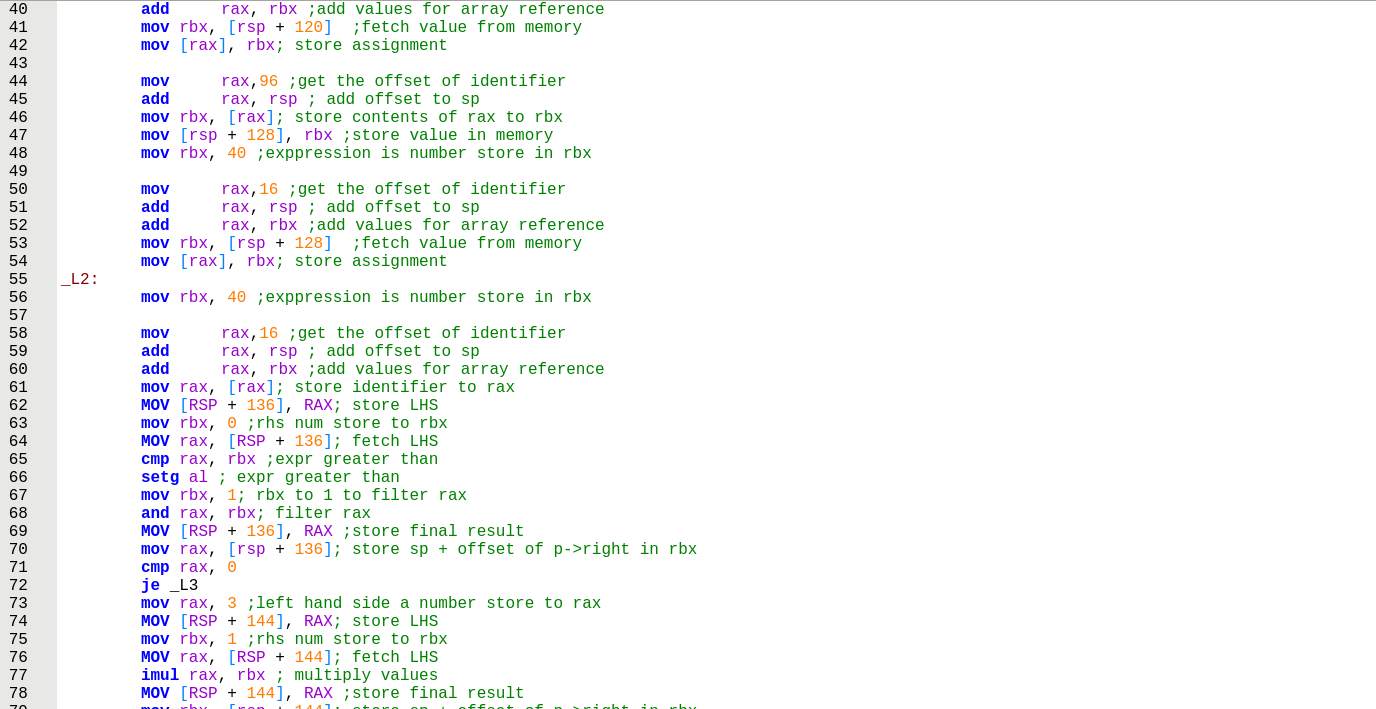 40 add rax, rbx ;add values for array reference
41 mov rbx, [rsp + 120] ;fetch value from memory
42 mov [rax], rbx; store assignment
43
44 mov rax,96 ;get the offset of identifier
45 add rax, rsp ; add offset to sp
46 mov rbx, [rax]; store contents of rax to rbx
47 mov [rsp + 128], rbx ;store value in memory
48 mov rbx, 40 ;exppression is number store in rbx
49
50 mov rax,16 ;get the offset of identifier
51 add rax, rsp ; add offset to sp
52 add rax, rbx ;add values for array reference
53 mov rbx, [rsp + 128] ;fetch value from memory
54 mov [rax], rbx; store assignment
55 _L2:
56 mov rbx, 40 ;exppression is number store in rbx
57
58 mov rax,16 ;get the offset of identifier
59 add rax, rsp ; add offset to sp
60 add rax, rbx ;add values for array reference
61 mov rax, [rax]; store identifier to rax
62 MOV [RSP + 136], RAX; store LHS
63 mov rbx, 0 ;rhs num store to rbx
64 MOV rax, [RSP + 136]; fetch LHS
65 cmp rax, rbx ;expr greater than
66 setg al ; expr greater than
67 mov rbx, 1; rbx to 1 to filter rax
68 and rax, rbx; filter rax
69 MOV [RSP + 136], RAX ;store final result
70 mov rax, [rsp + 136]; store sp + offset of p->right in rbx
71 cmp rax, 0
72 je _L3
73 mov rax, 3 ;left hand side a number store to rax
74 MOV [RSP + 144], RAX; store LHS
75 mov rbx, 1 ;rhs num store to rbx
76 MOV rax, [RSP + 144]; fetch LHS
77 imul rax, rbx ; multiply values
78 MOV [RSP + 144], RAX ;store final result
79 mov rbx, [rsp + 144]; store sp + offset of p->right in rbx